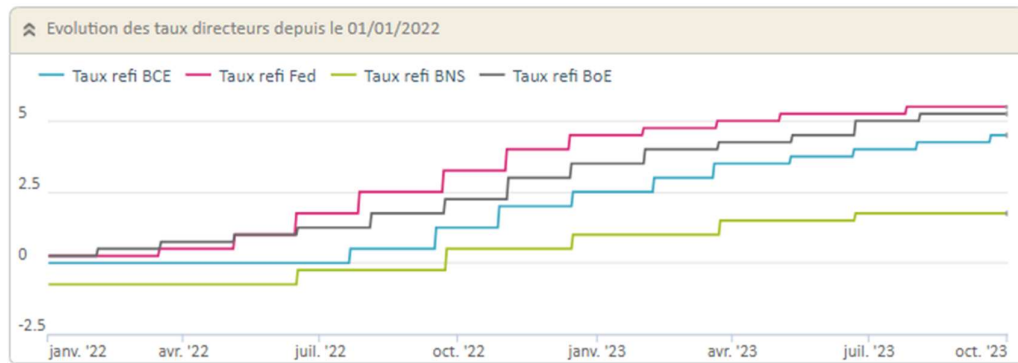 Evolution des taux directeurs depuis le 01/01/2022
Taux refi BCE Taux refi Fed Taux refi BNS Taux refi BoE
5
2.5
0
-2.5
janv. '22 avr. '22 juil. '22 oct. '22 janv. '23 avr. '23 juil. '23 oct. '23